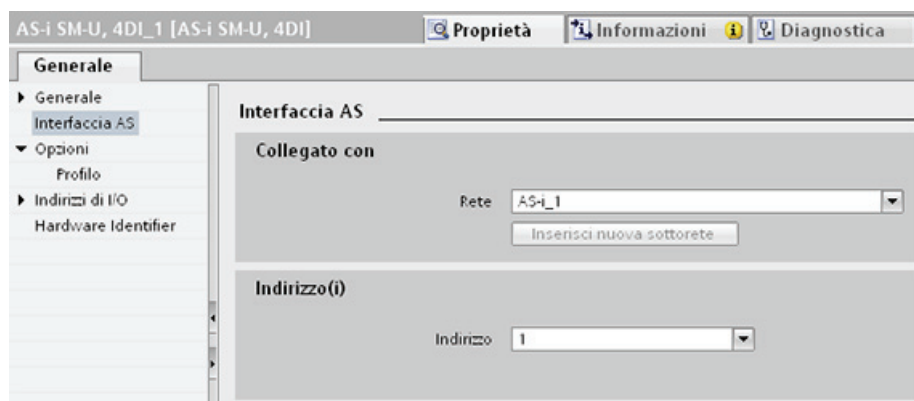 AS-i SM-U, 4DI_1 [AS-i SM-U, 4DI]
Proprietà
Informazioni
Diagnostica
Generale
Generale
Interfaccia AS
Opzioni
Profilo
Indirizzi di I/O
Hardware Identifier
Interfaccia AS
Collegato con
Rete AS-i_1
Inserisci nuova sottorete
Indirizzo(i)
Indirizzo 1